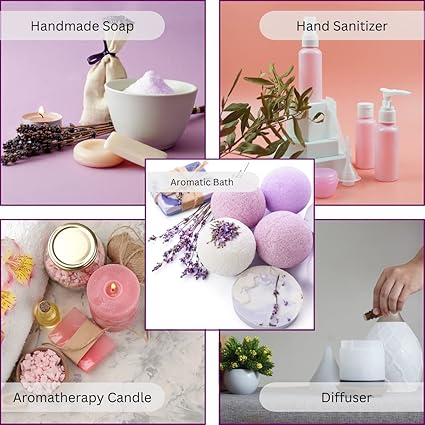 Handmade Soap
Hand Sanitizer
Aromatic Bath
Aromatherapy Candle
Diffuser